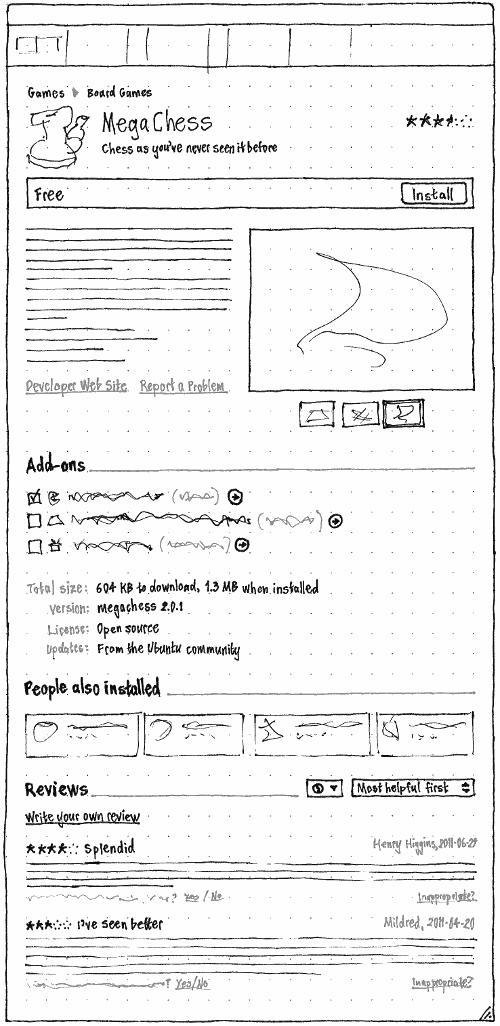 Games ▸ Board Games
MegaChess
Chess as you've never seen it before
Free
Install
Developer Web Site Report a Problem
Add-ons
Total size: 604 KB to download, 1.3 MB when installed
Version: megachess 2.0.1
License: Open source
Updates: From the Ubuntu community
People also installed
Reviews
Most helpful first
Write your own review
Splendid
Henry Higgins, 2011-06-29
Yes / No
Inappropriate?
I've seen better
Mildred, 2011-04-20
Yes/No
Inappropriate?